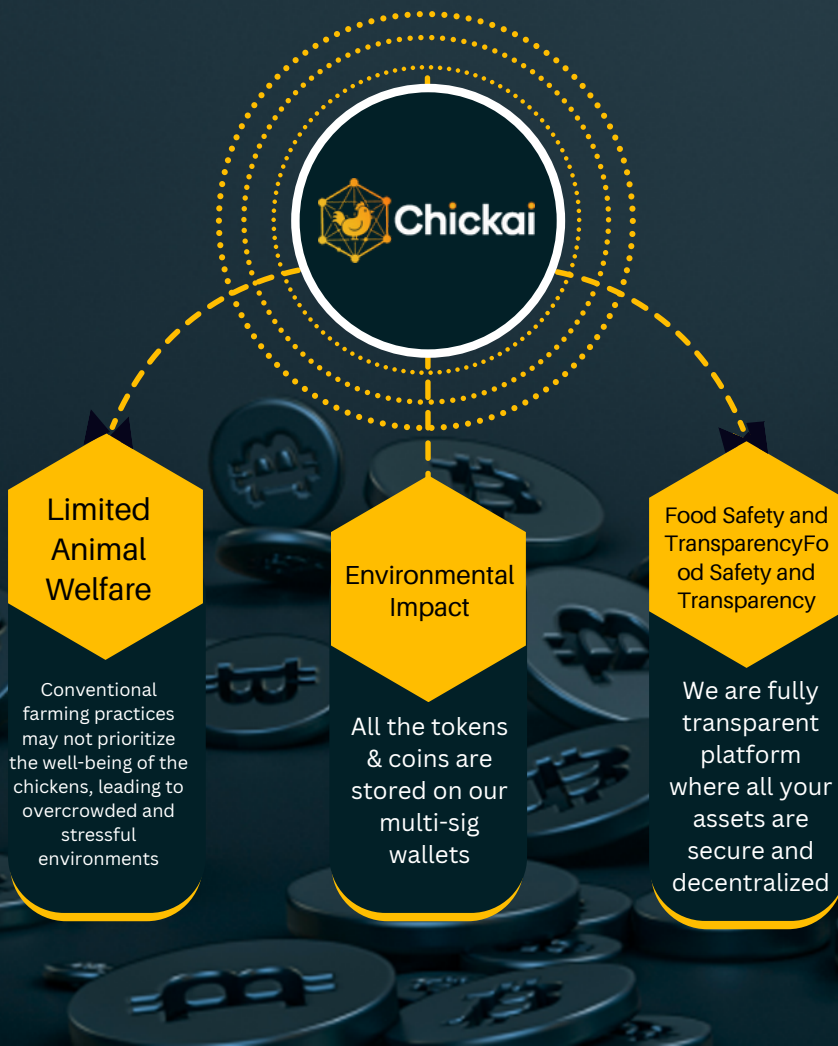 Chickai
Limited
Animal
Welfare
Conventional
farming practices
may not prioritize
the well-being of the
chickens, leading to
overcrowded and
stressful
environments
Environmental
Impact
All the tokens
& coins are
stored on our
multi-sig
wallets
Food Safety and
TransparencyFo
od Safety and
Transparency
We are fully
transparent
platform
where all your
assets are
secure and
decentralized